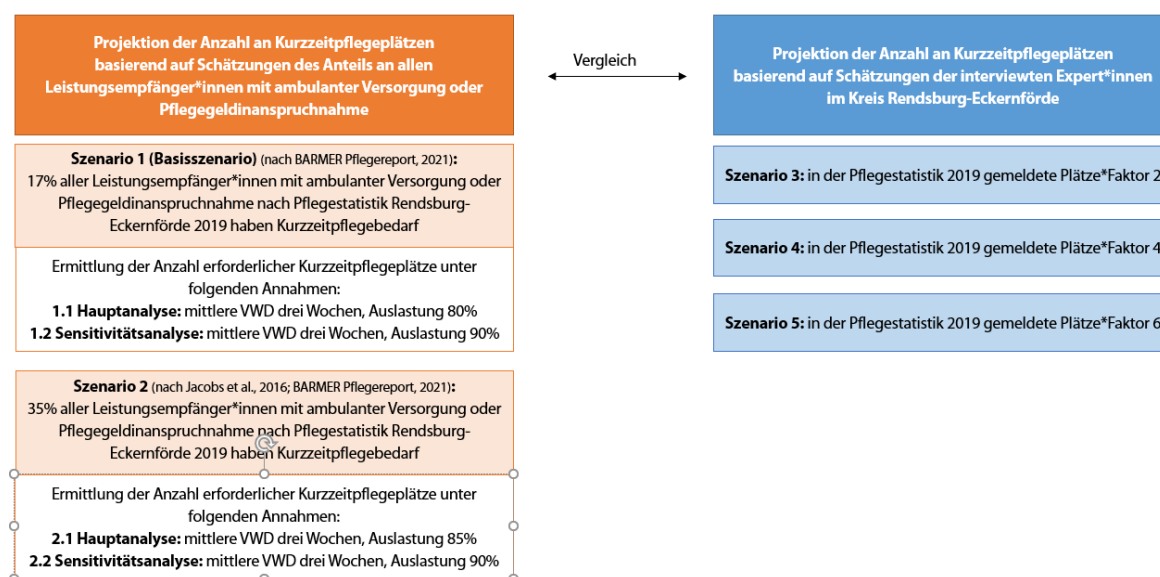 Projektion der Anzahl an Kurzzeitpflegeplätzen
basierend auf Schätzungen des Anteils an allen
Leistungsempfänger*innen mit ambulanter Versorgung oder
Pflegegeldinanspruchnahme
Vergleich
Projektion der Anzahl an Kurzzeitpflegeplätzen
basierend auf Schätzungen der interviewten Expert*innen
im Kreis Rendsburg-Eckernförde
Szenario 1 (Basisszenario) (nach BARMER Pflegereport, 2021):
17% aller Leistungsempfänger*innen mit ambulanter Versorgung oder
Pflegegeldinanspruchnahme nach Pflegestatistik Rendsburg-
Eckernförde 2019 haben Kurzzeitpflegebedarf
Ermittlung der Anzahl erforderlicher Kurzzeitpflegeplätze unter
folgenden Annahmen:
1.1 Hauptanalyse: mittlere VWD drei Wochen, Auslastung 80%
1.2 Sensitivitätsanalyse: mittlere VWD drei Wochen, Auslastung 90%
Szenario 2 (nach Jacobs et al., 2016; BARMER Pflegereport, 2021):
35% aller Leistungsempfänger*innen mit ambulanter Versorgung oder
Pflegegeldinanspruchnahme nach Pflegestatistik Rendsburg-
Eckernförde 2019 haben Kurzzeitpflegebedarf
Ermittlung der Anzahl erforderlicher Kurzzeitpflegeplätze unter
folgenden Annahmen:
2.1 Hauptanalyse: mittlere VWD drei Wochen, Auslastung 85%
2.2 Sensitivitätsanalyse: mittlere VWD drei Wochen, Auslastung 90%
Szenario 3: in der Pflegestatistik 2019 gemeldete Plätze*Faktor 2
Szenario 4: in der Pflegestatistik 2019 gemeldete Plätze*Faktor 4
Szenario 5: in der Pflegestatistik 2019 gemeldete Plätze*Faktor 6